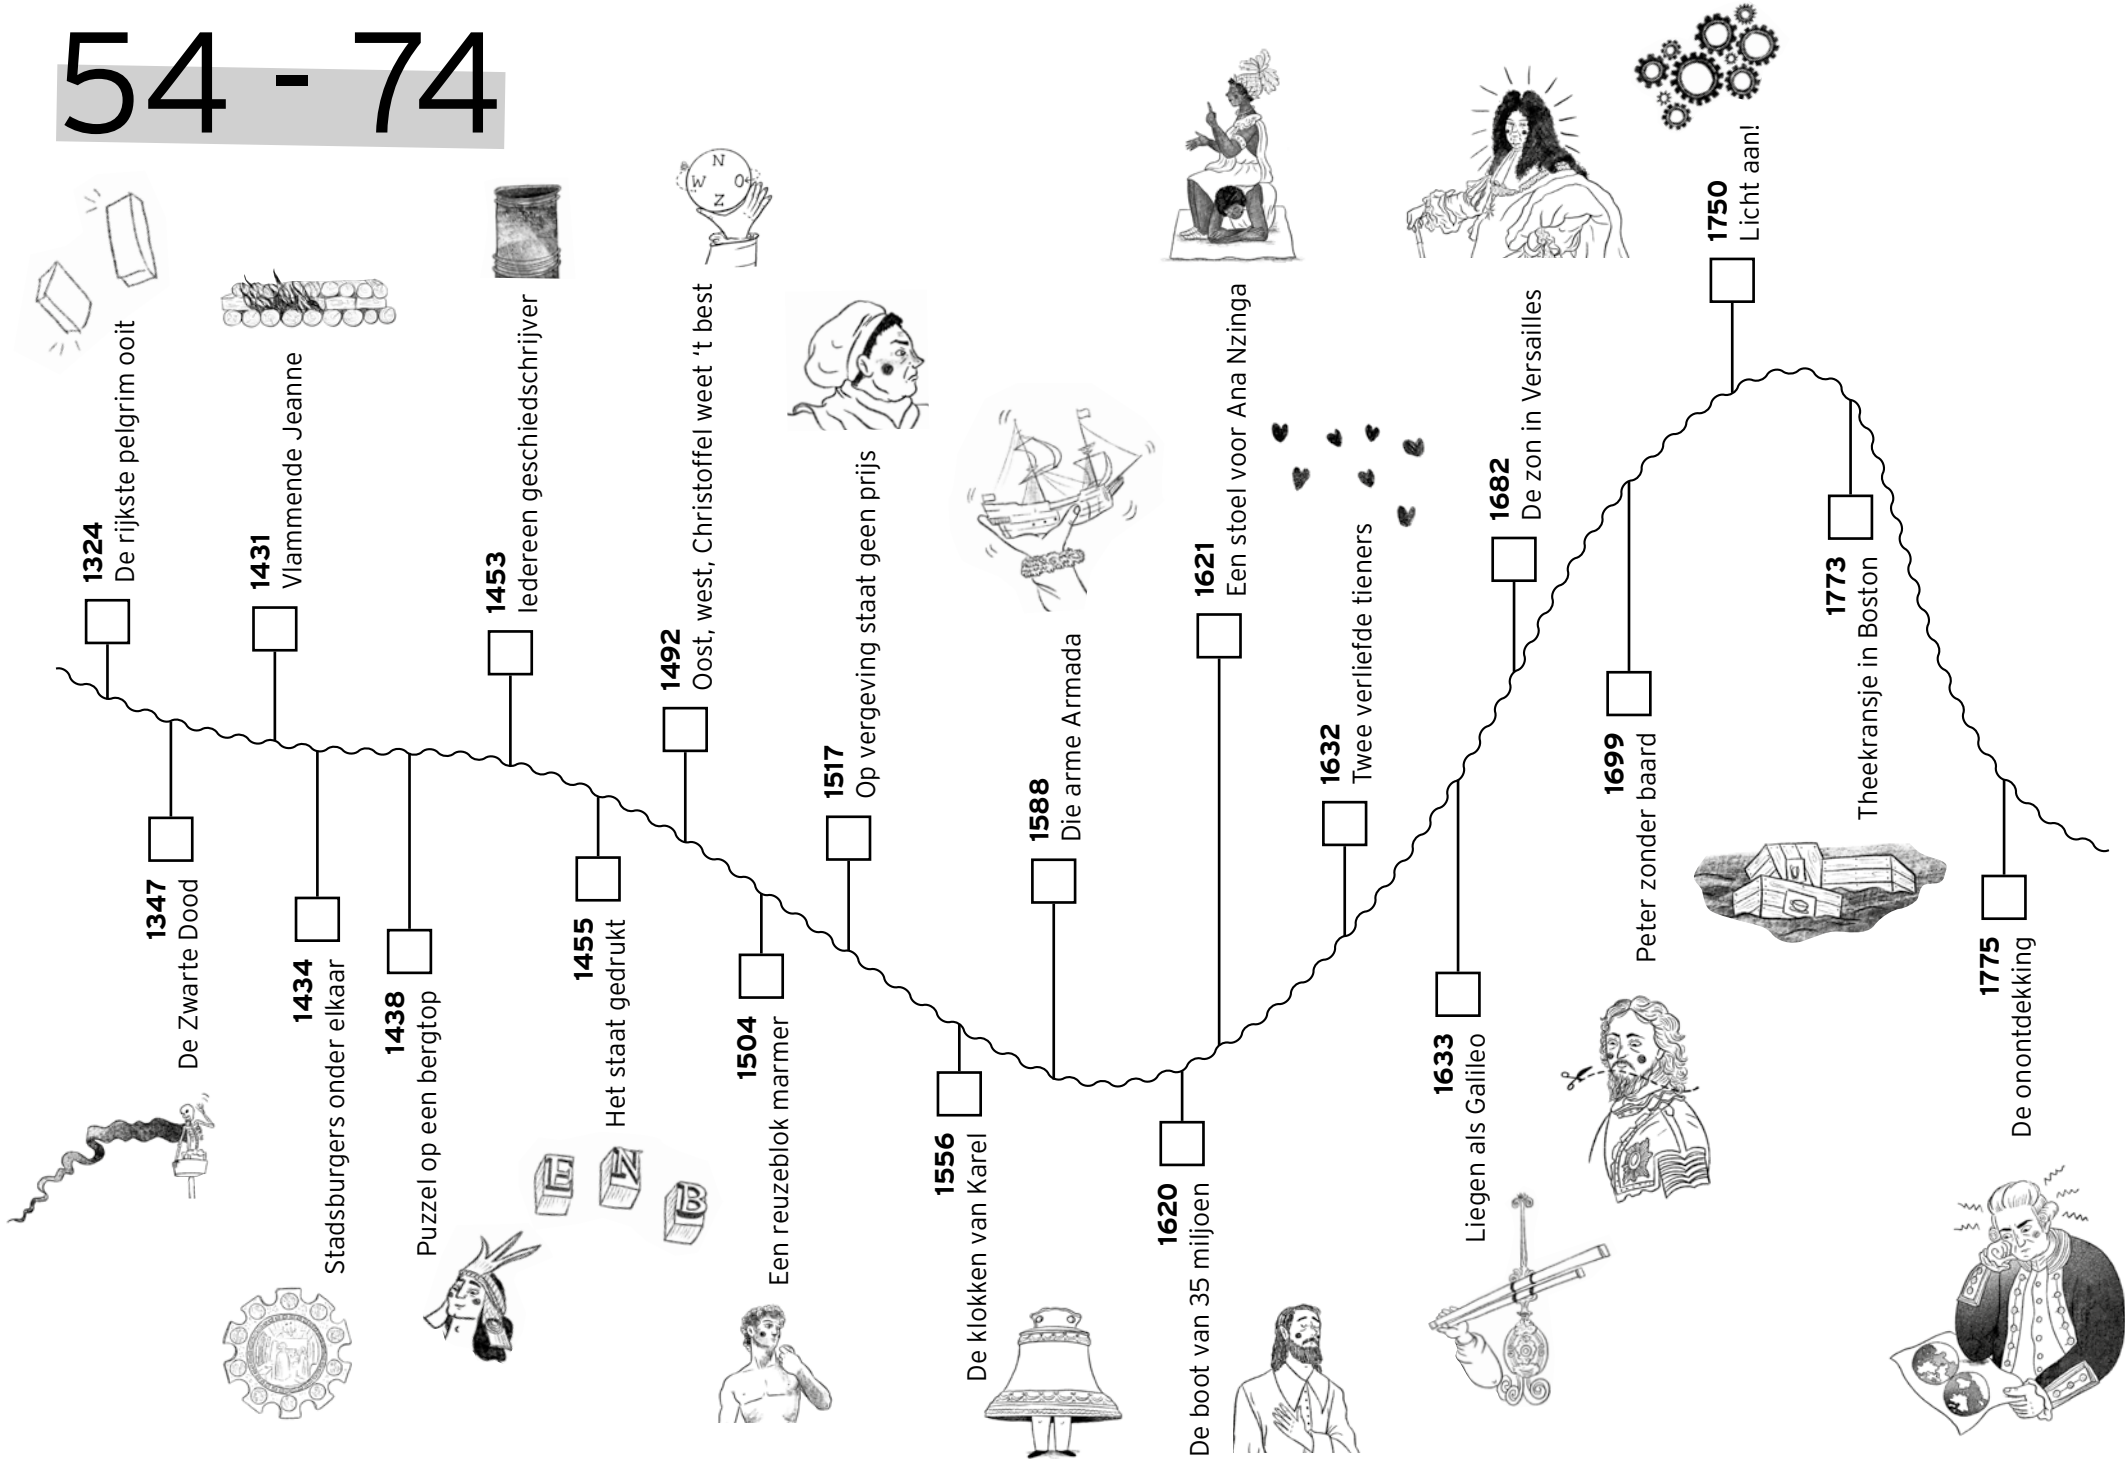 54 - 74
1324
De rijkste pelgrim ooit
1347
De Zwarte Dood
1431
Vlammende Jeanne
1434
Stadsburgers onder elkaar
1438
Puzzel op een bergtop
1453
Iedereen geschiedschrijver
1455
Het staat gedrukt
E N B
1492
Oost, west, Christoffel weet ‘t best
N
W O
Z
1504
Een reuzeblok marmer
1517
Op vergeving staat geen prijs
1556
De klokken van Karel
1588
Die arme Armada
1620
De boot van 35 miljoen
1621
Een stoel voor Ana Nzinga
1632
Twee verliefde tieners
1633
Liegen als Galileo
1682
De zon in Versailles
1699
Peter zonder baard
1750
Licht aan!
1773
Theekransje in Boston
1775
De onontdekking